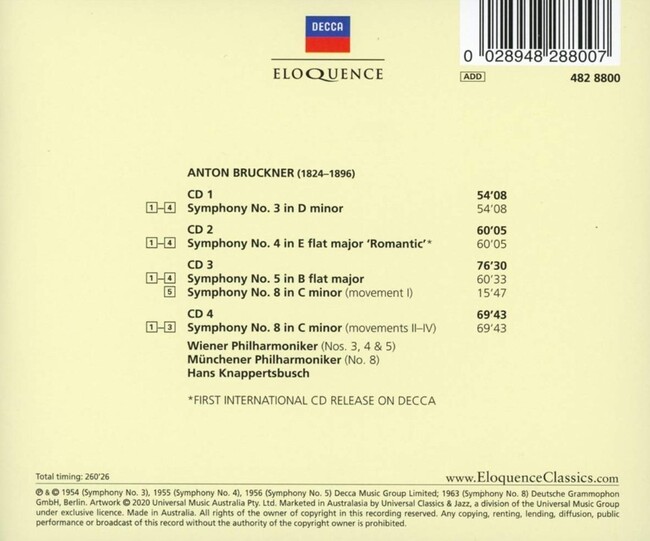 DECCA
ELOQUENCE
0 028948 288007
ADD 482 8800
ANTON BRUCKNER (1824–1896)
CD 1 54’08
1–4 Symphony No. 3 in D minor 54’08
CD 2 60’05
1–4 Symphony No. 4 in E flat major ‘Romantic’* 60’05
CD 3 76’30
1–4 Symphony No. 5 in B flat major 60’33
5 Symphony No. 8 in C minor (movement I) 15’47
CD 4 69’43
1–3 Symphony No. 8 in C minor (movements II–IV) 69’43
Wiener Philharmoniker (Nos. 3, 4 & 5)
Münchener Philharmoniker (No. 8)
Hans Knappertsbusch
*FIRST INTERNATIONAL CD RELEASE ON DECCA
Total timing: 260’26
www.EloquenceClassics.com
℗ & © 1954 (Symphony No. 3), 1955 (Symphony No. 4), 1956 (Symphony No. 5) Decca Music Group Limited; 1963 (Symphony No. 8) Deutsche Grammophon
GmbH, Berlin. Artwork © 2020 Universal Music Australia Pty. Ltd. Marketed in Australasia by Universal Classics & Jazz, a division of the Universal Music Group
under exclusive licence. Made in Australia. All rights of the owner of copyright in this recording reserved. Any copying, renting, lending, diffusion, public
performance or broadcast of this record without the authority of the copyright owner is prohibited.